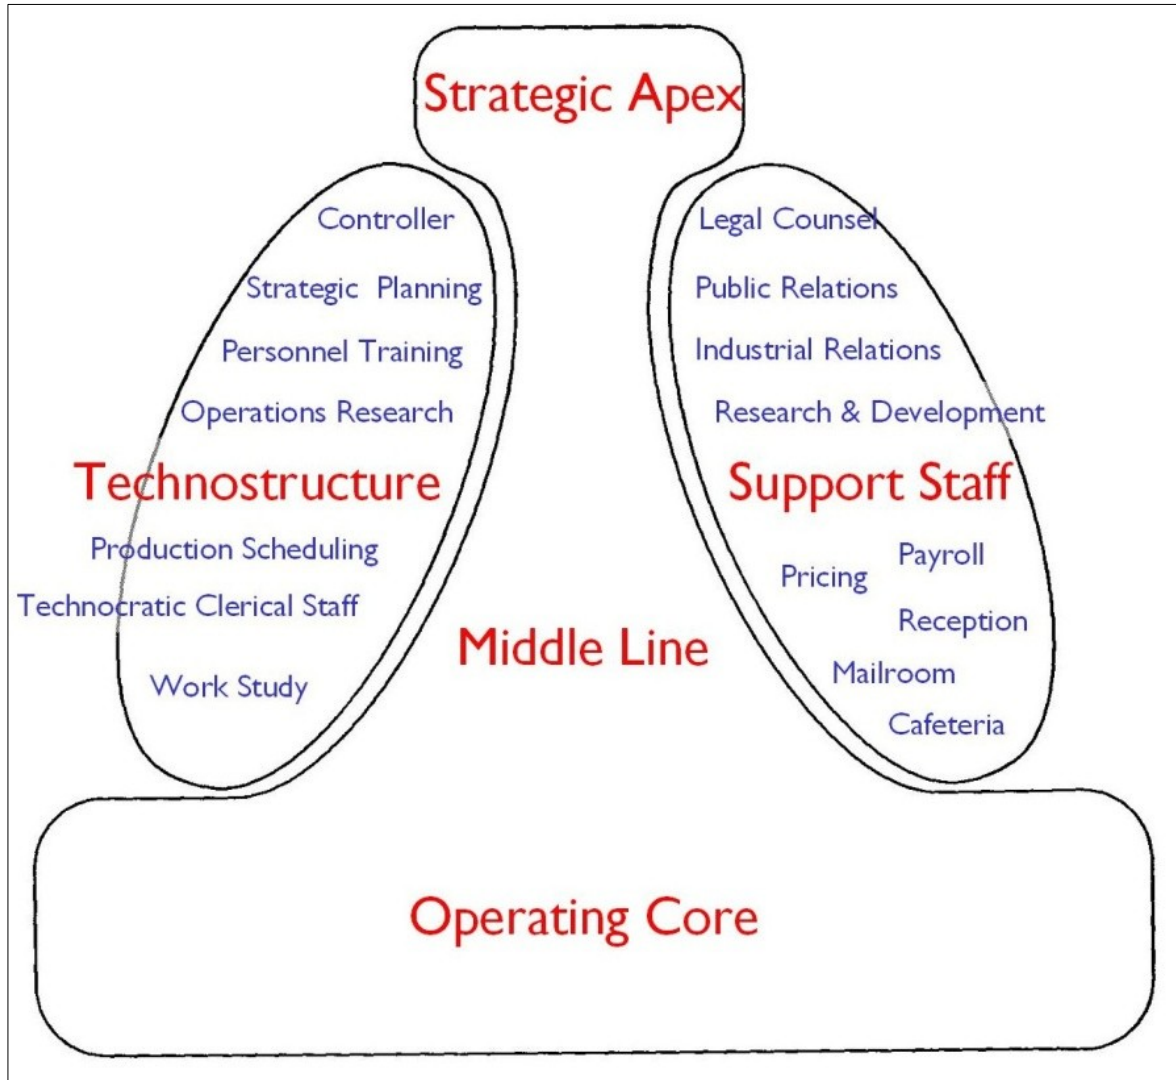 Strategic Apex
Controller
Strategic Planning
Personnel Training
Operations Research
Technostructure
Production Scheduling
Technocratic Clerical Staff
Work Study
Legal Counsel
Public Relations
Industrial Relations
Research & Development
Support Staff
Payroll
Pricing
Reception
Mailroom
Cafeteria
Middle Line
Operating Core